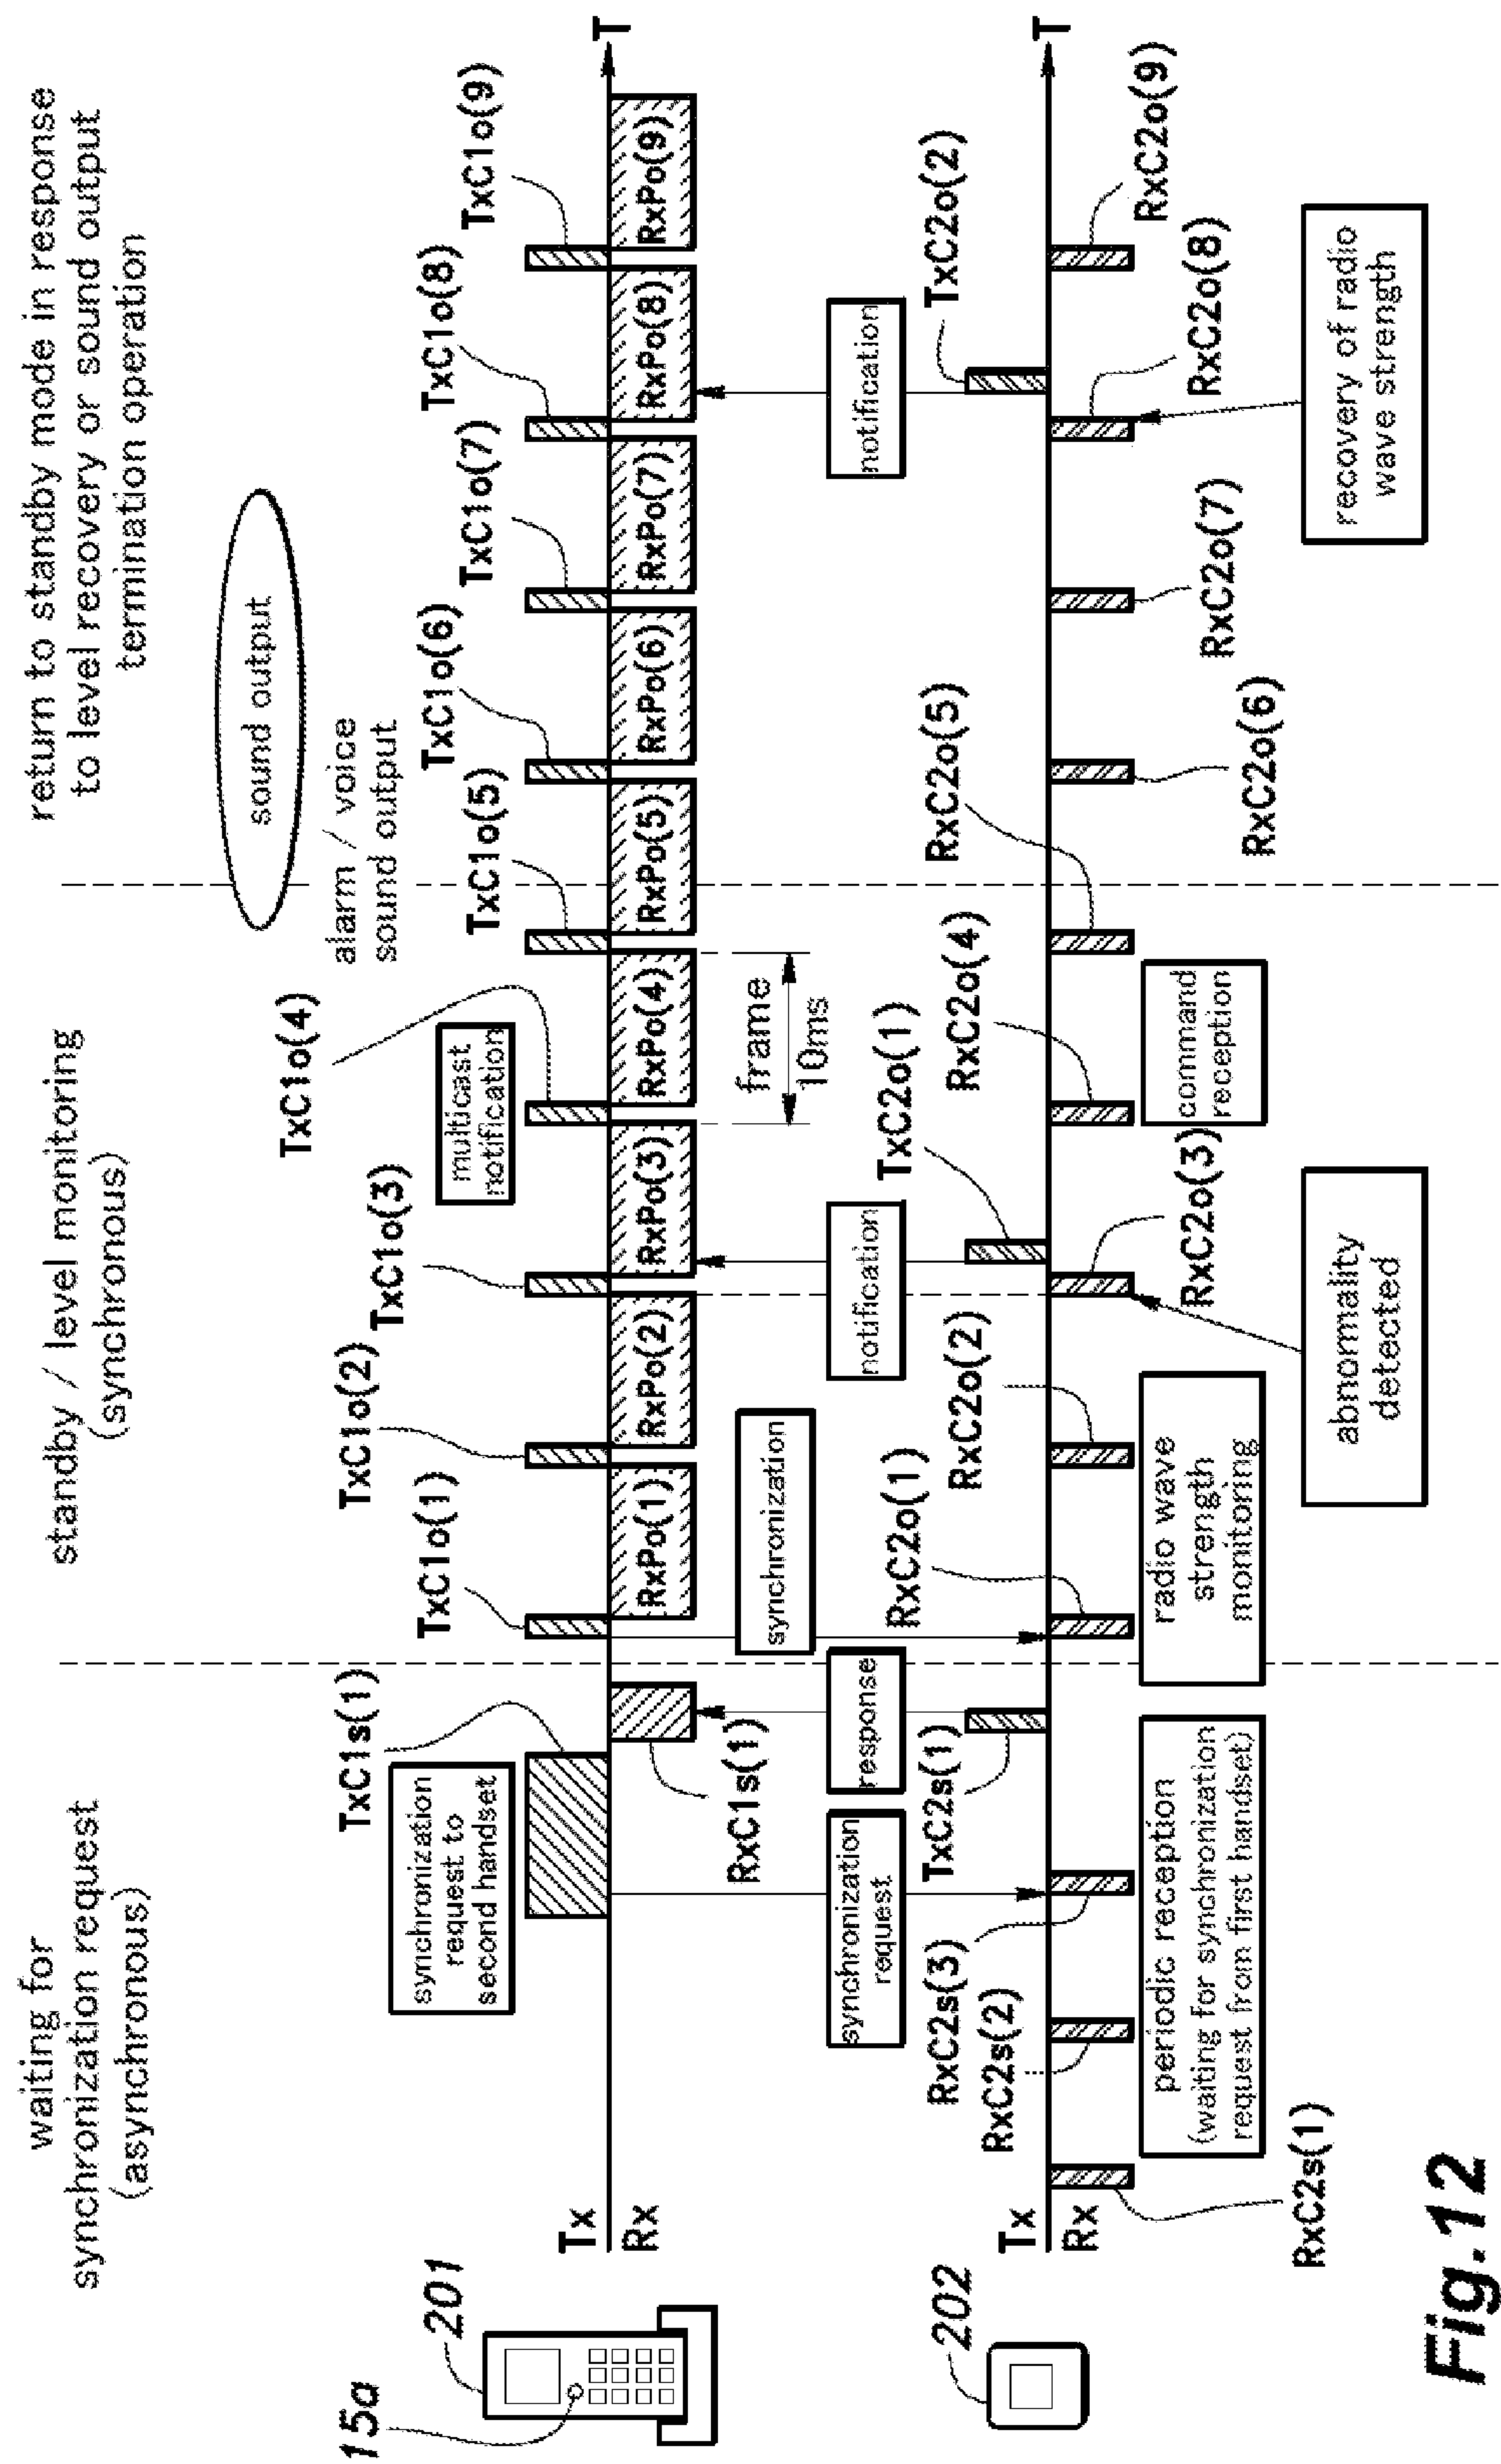 waiting for
synchronization request
(asynchronous)
standby / level monitoring
(synchronous)
return to standby mode in response
to level recovery or sound output
termination operation
sound output
alarm / voice
sound output
TxC1s(1)
synchronization
request to
second handset
TxC1o(1)
TxC1o(2)
TxC1o(3)
multicast
notification
TxC1o(4)
TxC1o(5)
TxC1o(6)
TxC1o(7)
TxC1o(8)
TxC1o(9)
15a
201
Tx
Rx
T
RxC1s(1)
RxPo(1)
RxPo(2)
RxPo(3)
RxPo(4)
RxPo(5)
RxPo(6)
RxPo(7)
RxPo(8)
RxPo(9)
frame
10ms
synchronization
request
response
synchronization
notification
notification
202
Tx
Rx
T
RxC2s(3)
RxC2s(2)
TxC2s(1)
RxC2o(1)
RxC2o(2)
TxC2o(1)
RxC2o(4)
RxC2o(5)
TxC2o(2)
RxC2s(1)
periodic reception
(waiting for synchronization
request from first handset)
radio wave
strength
monitoring
RxC2o(3)
command
reception
RxC2o(6)
RxC2o(7)
RxC2o(8)
RxC2o(9)
abnormality
detected
recovery of radio
wave strength
Fig.12